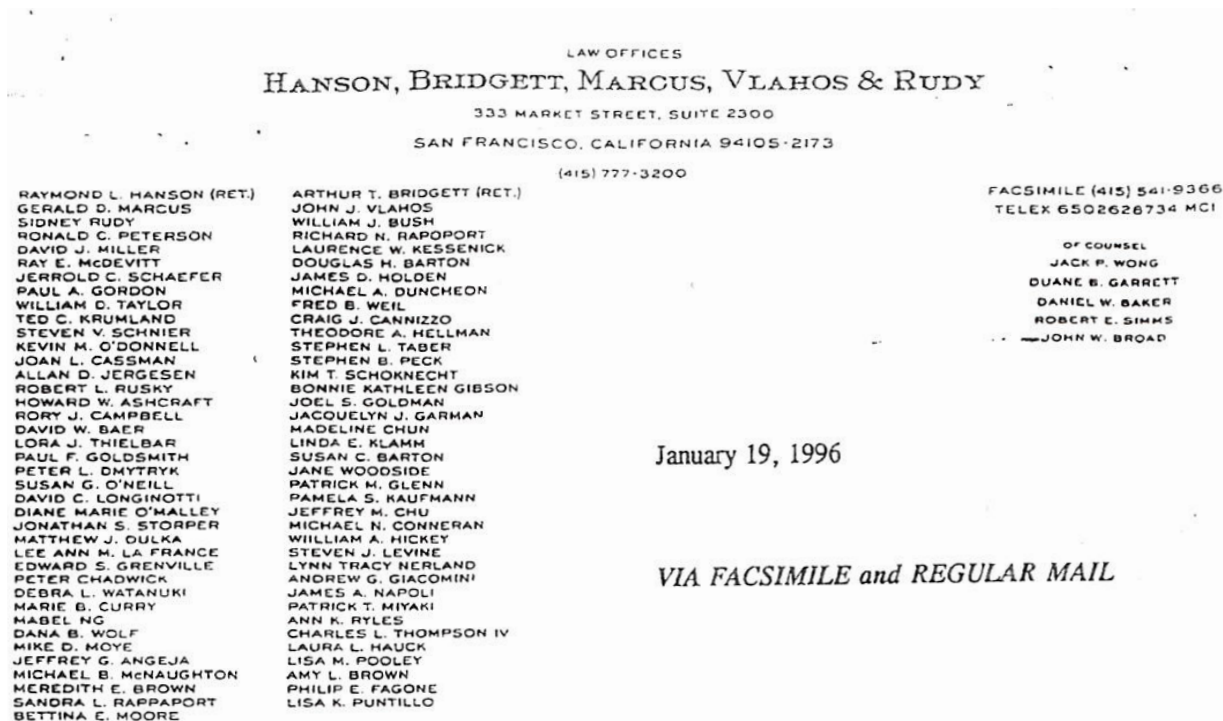 LAW OFFICES
HANSON, BRIDGETT, MARCUS, VLAHOS & RUDY
333 MARKET STREET, SUITE 2300
SAN FRANCISCO, CALIFORNIA 94105-2173
(415) 777-3200
RAYMOND L. HANSON (RET.)
GERALD D. MARCUS
SIDNEY RUDY
RONALD C. PETERSON
DAVID J. MILLER
RAY E. McDEVITT
JERROLD C. SCHAEFER
PAUL A. GORDON
WILLIAM D. TAYLOR
TED C. KRUMLAND
STEVEN V. SCHNIER
KEVIN M. O'DONNELL
JOAN L. CASSMAN
ALLAN D. JERGESEN
ROBERT L. RUSKY
HOWARD W. ASHCRAFT
RORY J. CAMPBELL
DAVID W. BAER
LORA J. THIELBAR
PAUL F. GOLDSMITH
PETER L. DMYTRYK
SUSAN G. O'NEILL
DAVID C. LONGINOTTI
DIANE MARIE O'MALLEY
JONATHAN S. STORPER
MATTHEW J. DULKA
LEE ANN M. LA FRANCE
EDWARD S. GRENVILLE
PETER CHADWICK
DEBRA L. WATANUKI
MARIE B. CURRY
MABEL NG
DANA B. WOLF
MIKE D. MOYE
JEFFREY G. ANGEJA
MICHAEL B. McNAUGHTON
MEREDITH E. BROWN
SANDRA L. RAPPAPORT
BETTINA E. MOORE
ARTHUR T. BRIDGETT (RET.)
JOHN J. VLAHOS
WILLIAM J. BUSH
RICHARD N. RAPOPORT
LAURENCE W. KESSENICK
DOUGLAS H. BARTON
JAMES D. HOLDEN
MICHAEL A. DUNCHEON
FRED B. WEIL
CRAIG J. CANNIZZO
THEODORE A. HELLMAN
STEPHEN L. TABER
STEPHEN B. PECK
KIM T. SCHOKNECHT
BONNIE KATHLEEN GIBSON
JOEL S. GOLDMAN
JACQUELYN J. GARMAN
MADELINE CHUN
LINDA E. KLAMM
SUSAN C. BARTON
JANE WOODSIDE
PATRICK M. GLENN
PAMELA S. KAUFMANN
JEFFREY M. CHU
MICHAEL N. CONNERAN
WIILLIAM A. HICKEY
STEVEN J. LEVINE
LYNN TRACY NERLAND
ANDREW G. GIACOMINI
JAMES A. NAPOLI
PATRICK T. MIYAKI
ANN K. RYLES
CHARLES L. THOMPSON IV
LAURA L. HAUCK
LISA M. POOLEY
AMY L. BROWN
PHILIP E. FAGONE
LISA K. PUNTILLO
FACSIMILE (415) 541-9366
TELEX 6502628734 MCI
OF COUNSEL
JACK P. WONG
DUANE B. GARRETT
DANIEL W. BAKER
ROBERT E. SIMMS
JOHN W. BROAD
January 19, 1996
VIA FACSIMILE and REGULAR MAIL